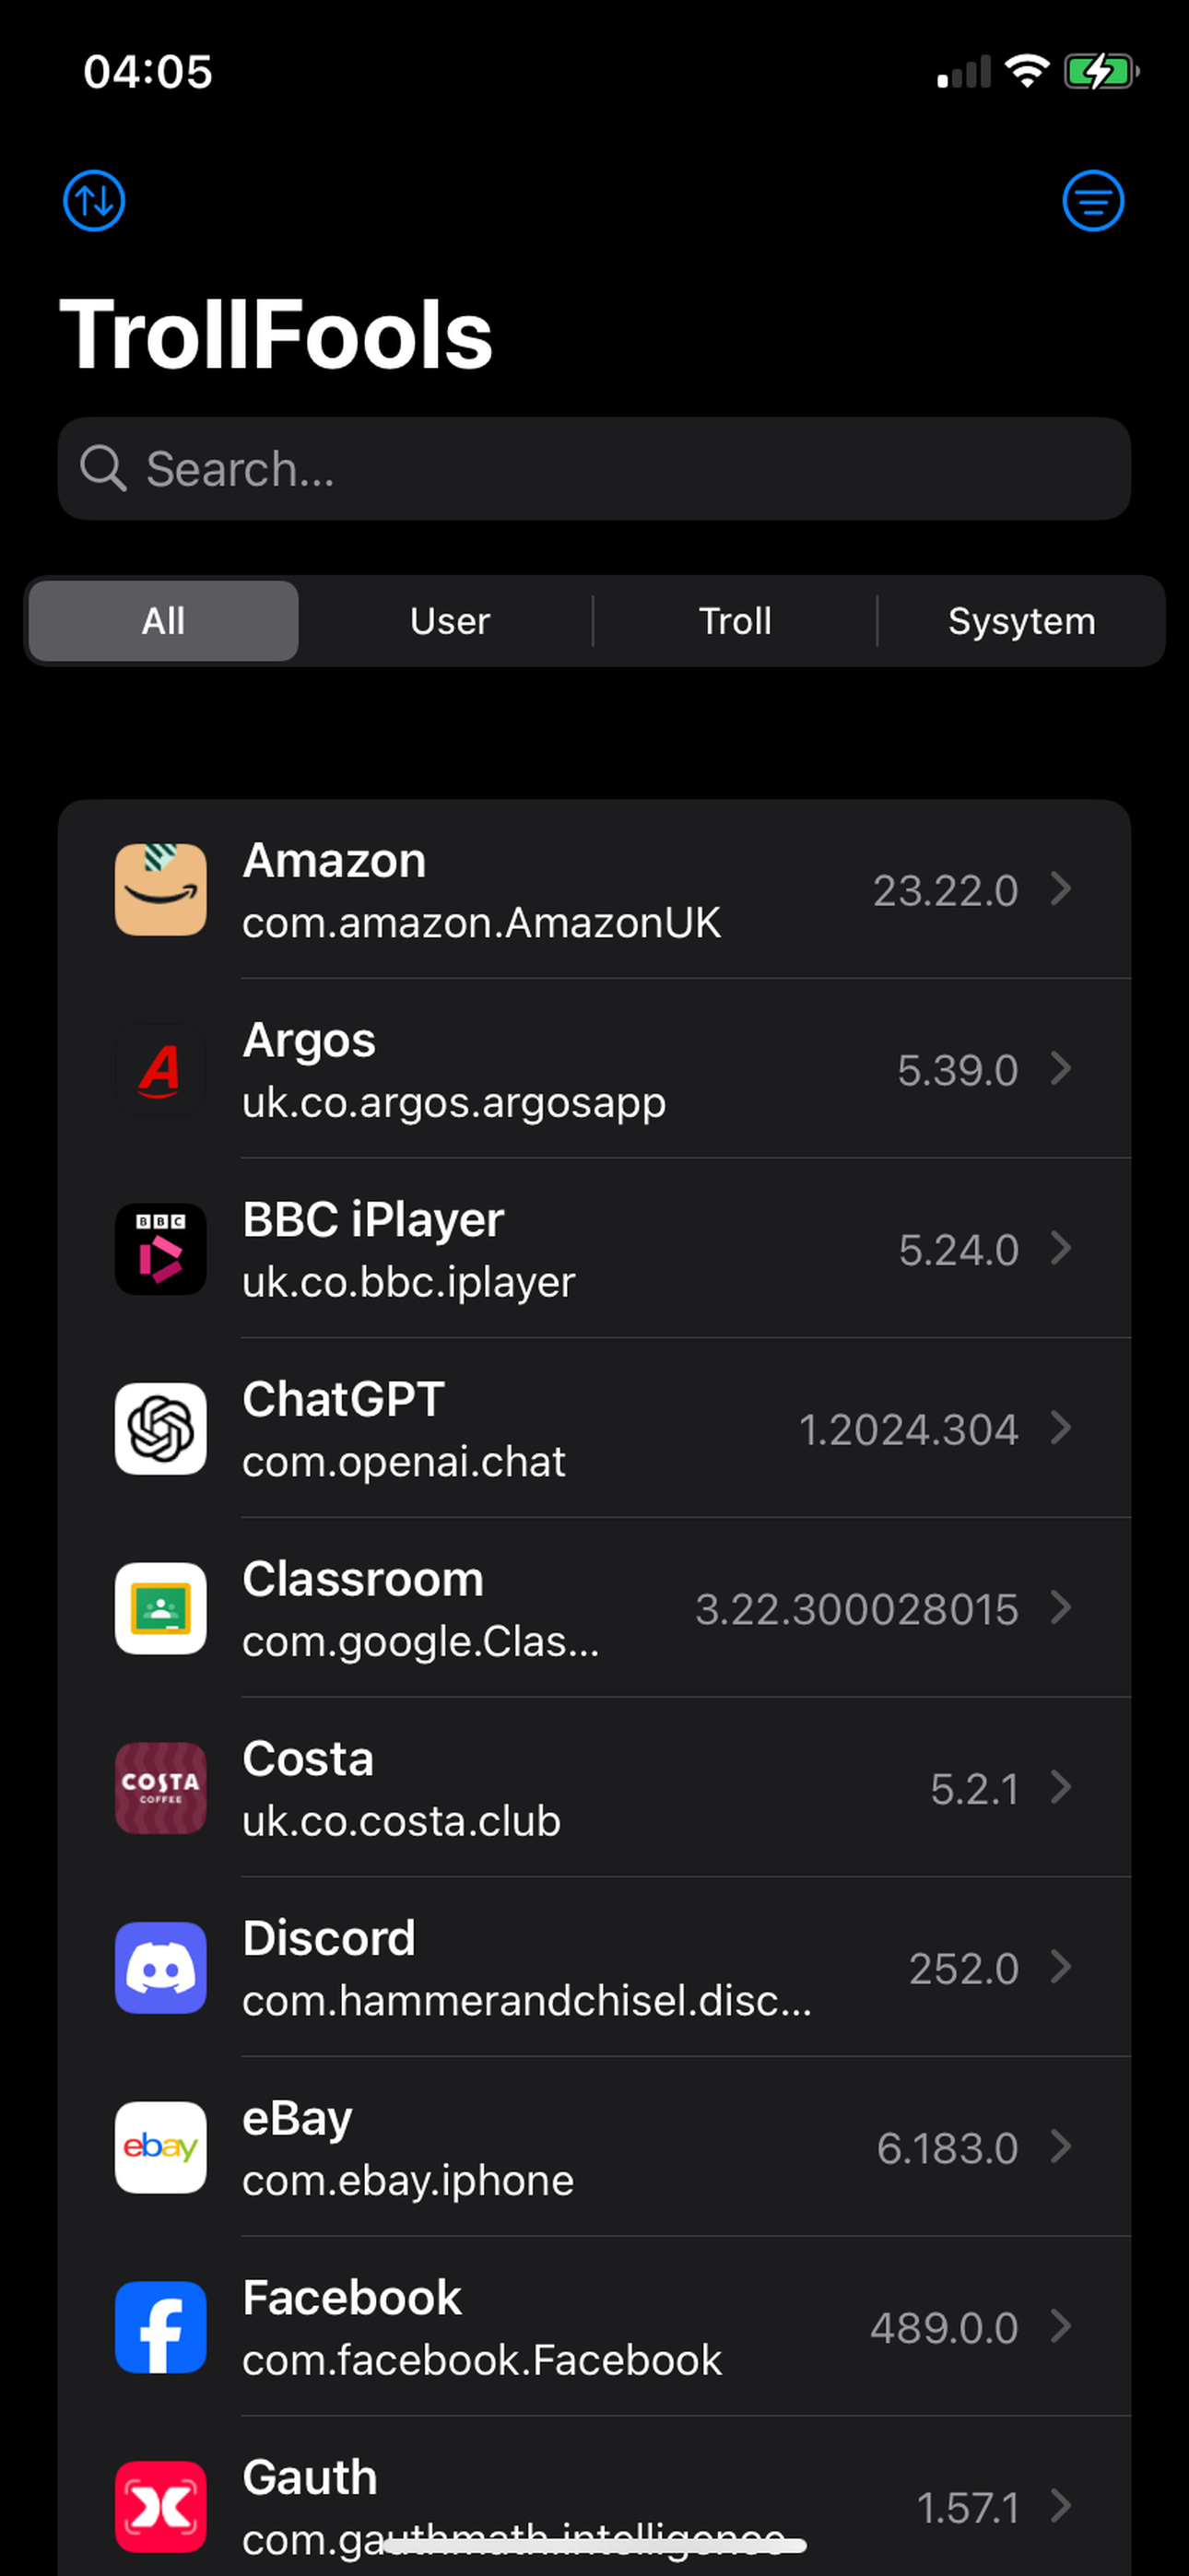 04:05
TrollFools
Search...
All User Troll Sysytem
Amazon
com.amazon.AmazonUK
23.22.0
Argos
uk.co.argos.argosapp
5.39.0
BBC
BBC iPlayer
uk.co.bbc.iplayer
5.24.0
ChatGPT
com.openai.chat
1.2024.304
Classroom
com.google.Clas...
3.22.300028015
COSTA
COFFEE
Costa
uk.co.costa.club
5.2.1
Discord
com.hammerandchisel.disc...
252.0
ebay
eBay
com.ebay.iphone
6.183.0
Facebook
com.facebook.Facebook
489.0.0
Gauth
com.gauthmath.intelligence
1.57.1